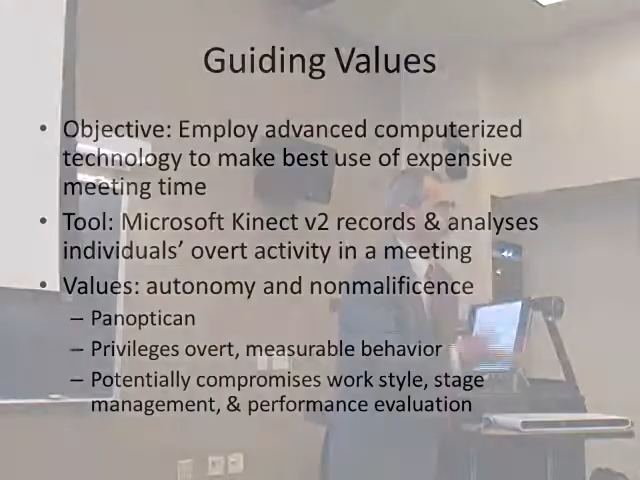 Guiding Values
• Objective: Employ advanced computerized
technology to make best use of expensive
meeting time
• Tool: Microsoft Kinect v2 records & analyses
individuals' overt activity in a meeting
• Values: autonomy and nonmalificence
– Panoptican
– Privileges overt, measurable behavior
– Potentially compromises work style, stage
management, & performance evaluation